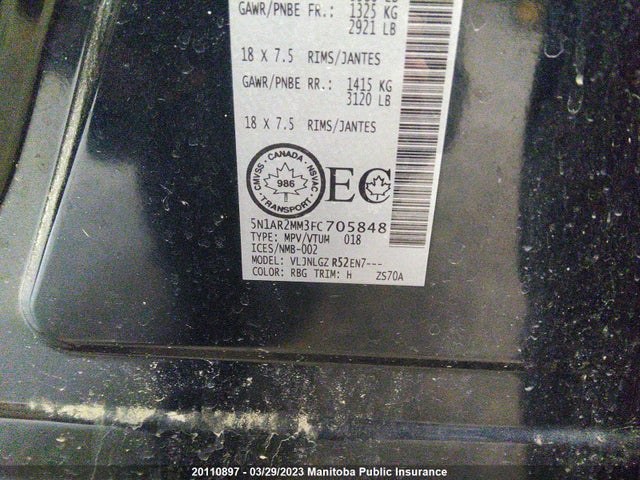 GAWR/PNBE FR.: 1325 KG
2921 LB
18 X 7.5 RIMS/JANTES
GAWR/PNBE RR.: 1415 KG
3120 LB
18 X 7.5 RIMS/JANTES
CMVSS · CANADA · NSVAC
986
TRANSPORT
EC
5N1AR2MM3FC705848
TYPE: MPV/VTUM 018
ICES/NMB-002
MODEL: VLJNLGZ R52EN7---
COLOR: RBG TRIM: H ZS70A
20110897 - 03/29/2023 Manitoba Public Insurance